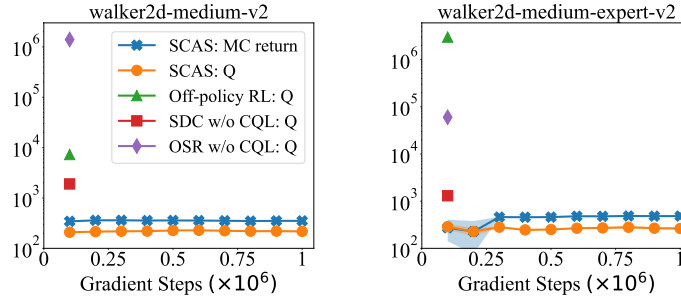 walker2d-medium-v2
10^6
10^5
10^4
10^3
10^2
SCAS: MC return
SCAS: Q
Off-policy RL: Q
SDC w/o CQL: Q
OSR w/o CQL: Q
0 0.25 0.5 0.75 1
Gradient Steps (×10^6)
walker2d-medium-expert-v2
10^6
10^5
10^4
10^3
10^2
0 0.25 0.5 0.75 1
Gradient Steps (×10^6)